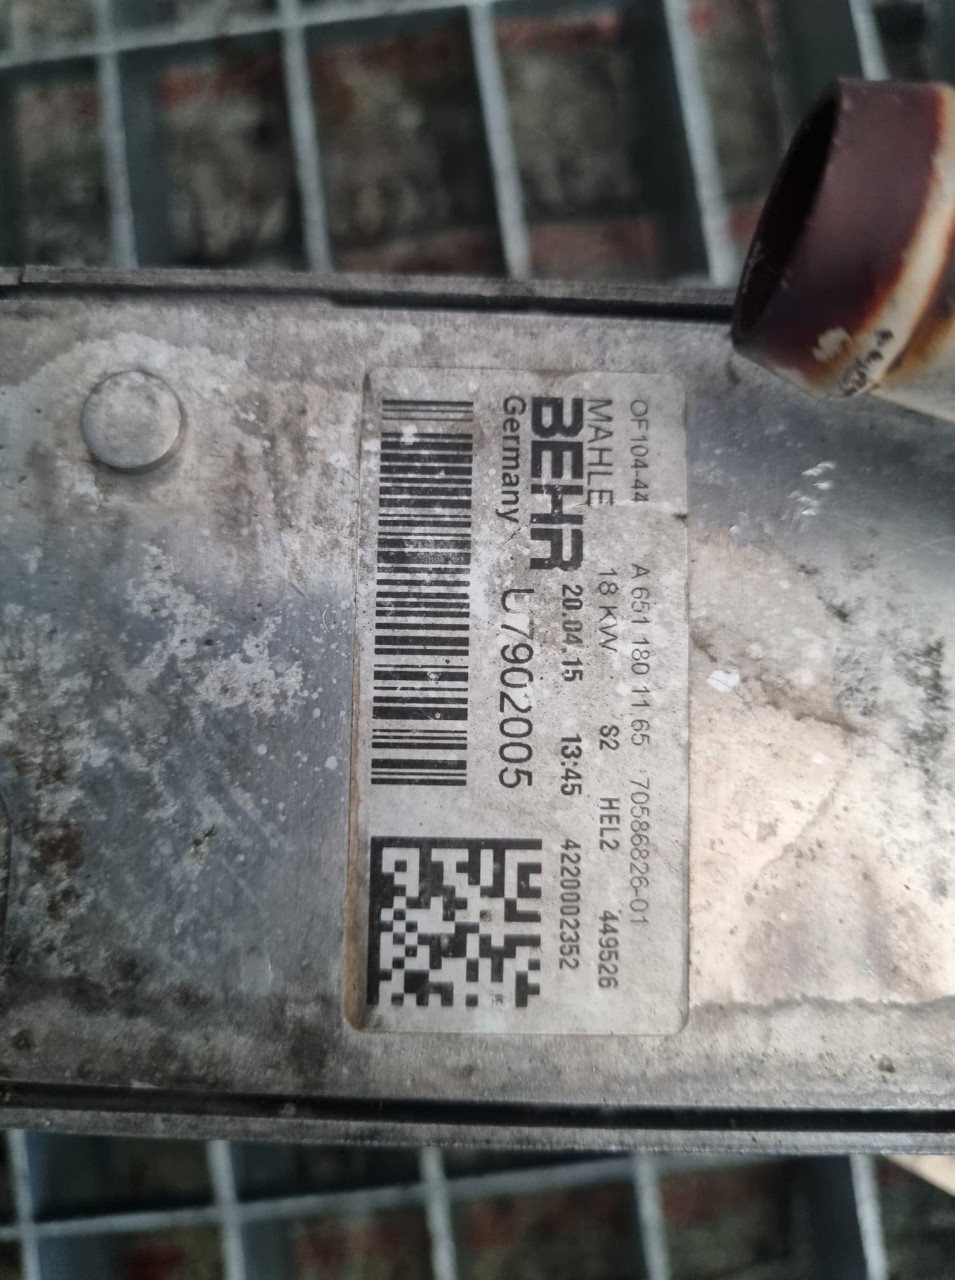 OF104-44 A 651 180 11 65 70586826-01
MAHLE 18 KW S2 HEL2 449526
BEHR 20.04.15 13:45 4220002352
Germany U7902005